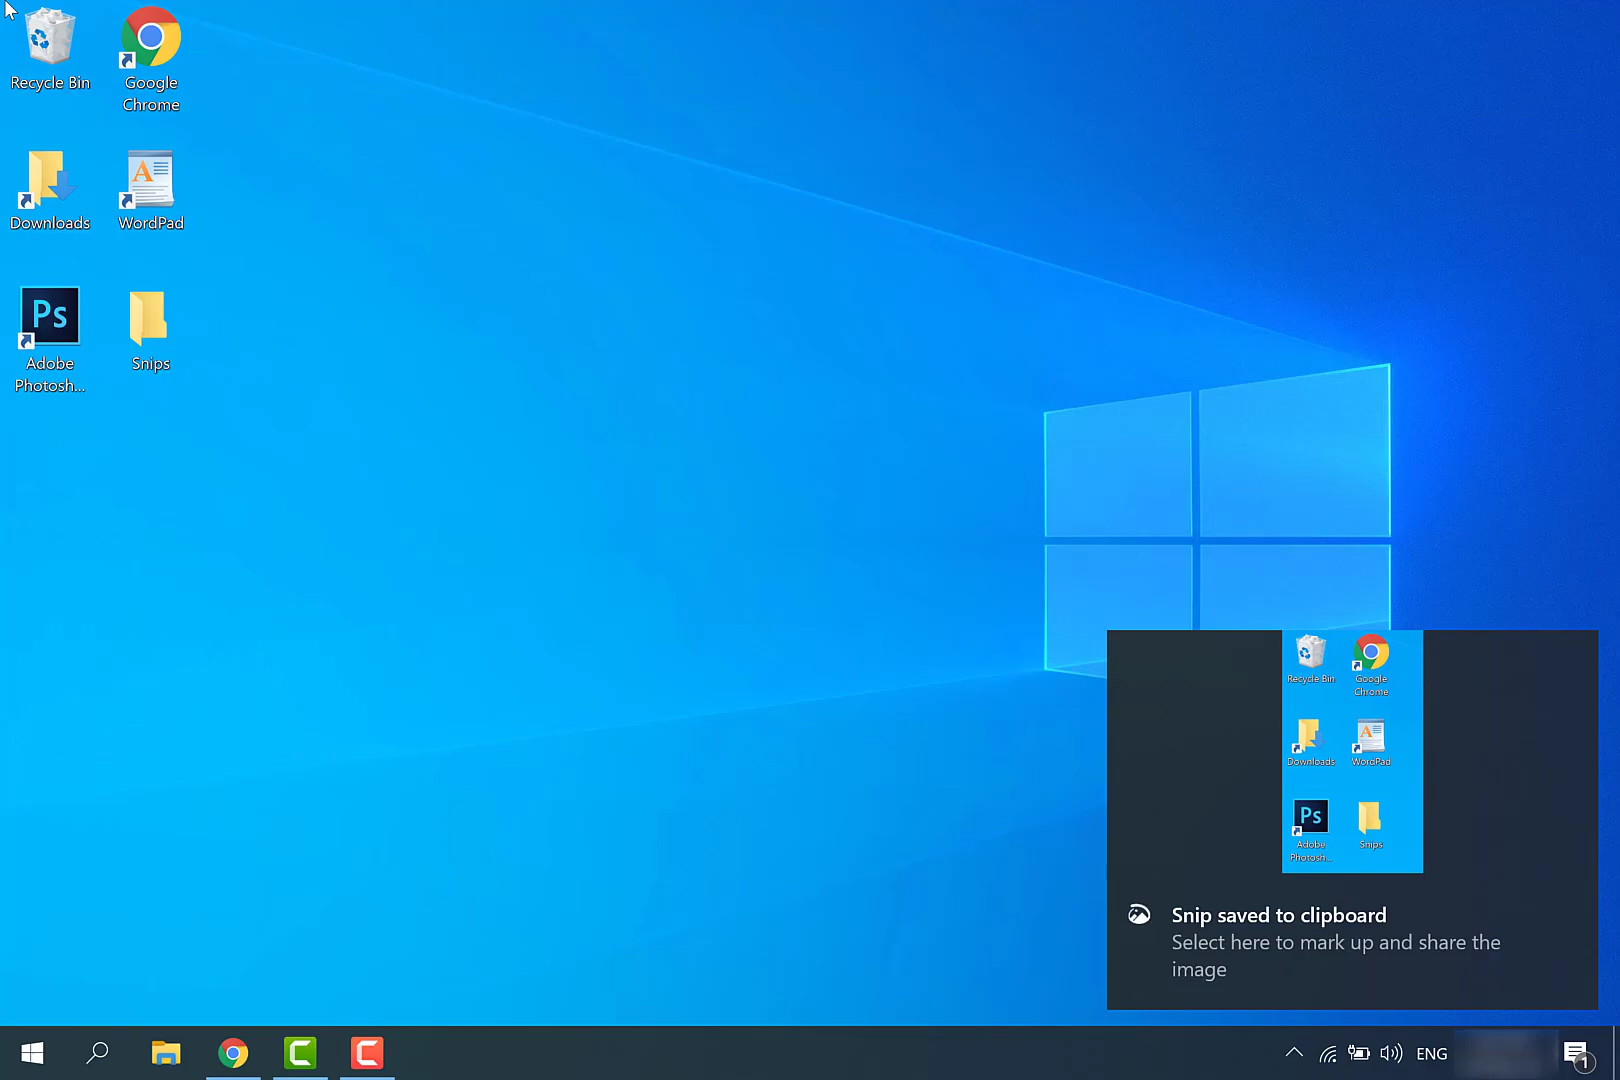 Recycle Bin
Google
Chrome
Downloads
WordPad
Ps
Adobe
Photosh...
Snips
Recycle Bin
Google
Chrome
Downloads
WordPad
Ps
Adobe
Photosh...
Snips
Snip saved to clipboard
Select here to mark up and share the
image
ENG
1